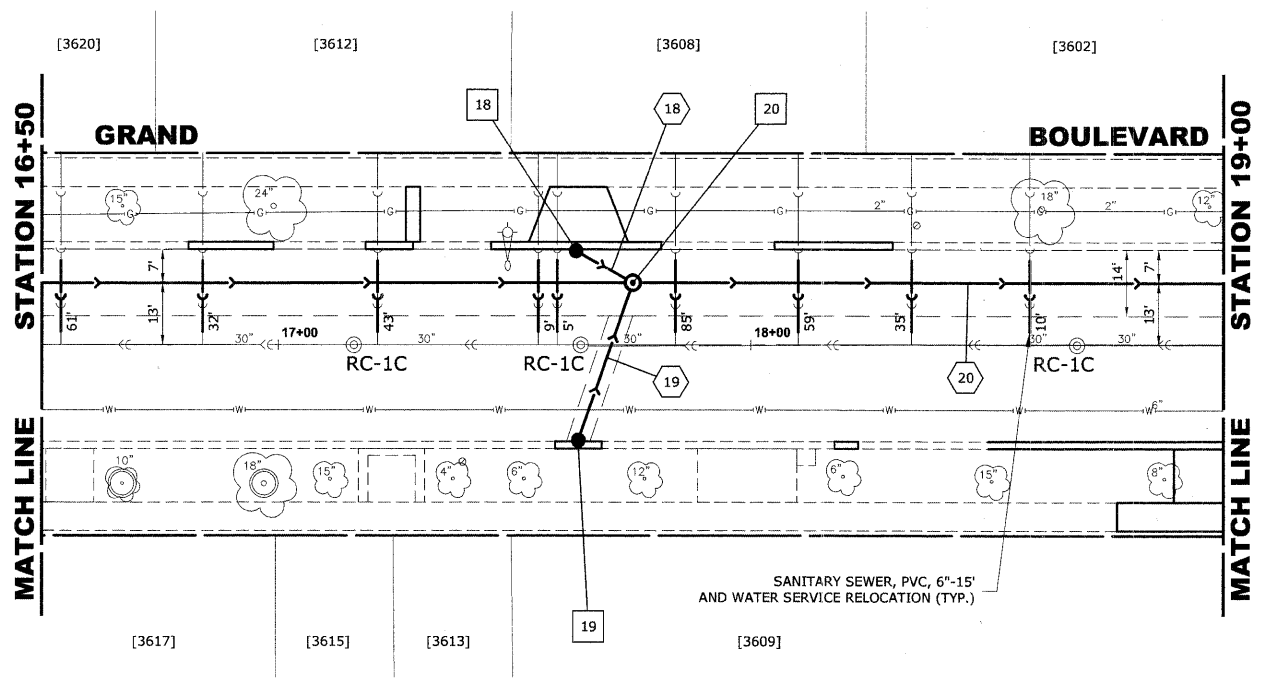 [3620]
[3612]
[3608]
[3602]
18
18
20
GRAND
BOULEVARD
STATION 16+50
STATION 19+00
15"
24"
18"
12"
G
G
G
G
G
G
2"
G
2"
G
7'
14'
7'
13'
13'
61'
32'
43'
9'
5'
85'
59'
35'
10'
30"
17+00
30"
30"
18+00
30"
30"
RC-1C
RC-1C
RC-1C
19
20
W
W
W
W
W
W
W
W
W
6"
10"
18"
15"
4"
6"
12"
6"
15"
8"
MATCH LINE
MATCH LINE
SANITARY SEWER, PVC, 6"-15'
AND WATER SERVICE RELOCATION (TYP.)
19
[3617]
[3615]
[3613]
[3609]